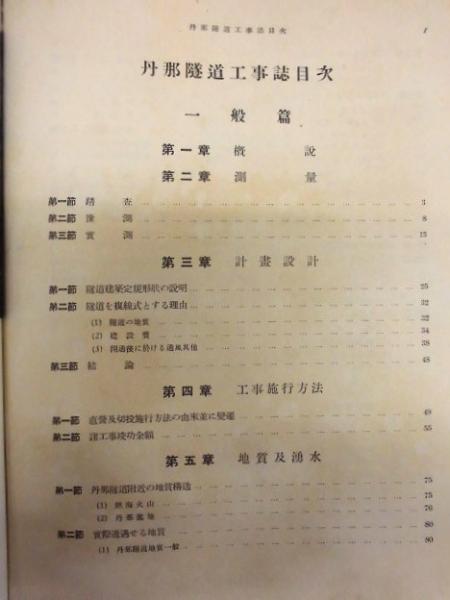 丹那隧道工事誌目次 1
丹那隧道工事誌目次
一般篇
第一章 概説
第二章 測量
第一節 踏査 3
第二節 豫測 8
第三節 實測 15
第三章 計畫設計
第一節 隧道建築定規形狀の説明 25
第二節 隧道を複線式とする理由 32
(1) 隧道の地質 32
(2) 建設費 34
(3) 開通後に於ける通風其他 38
第三節 結論 48
第四章 工事施行方法
第一節 直營及切投施行方法の由來並に變遷 49
第二節 諸工事竣功金額 55
第五章 地質及湧水
第一節 丹那隧道附近の地質構造 75
(1) 熱海火山 75
(2) 丹那盆地 76
第二節 實際遭遇せる地質 80
(1) 丹那隧道地質一般 80